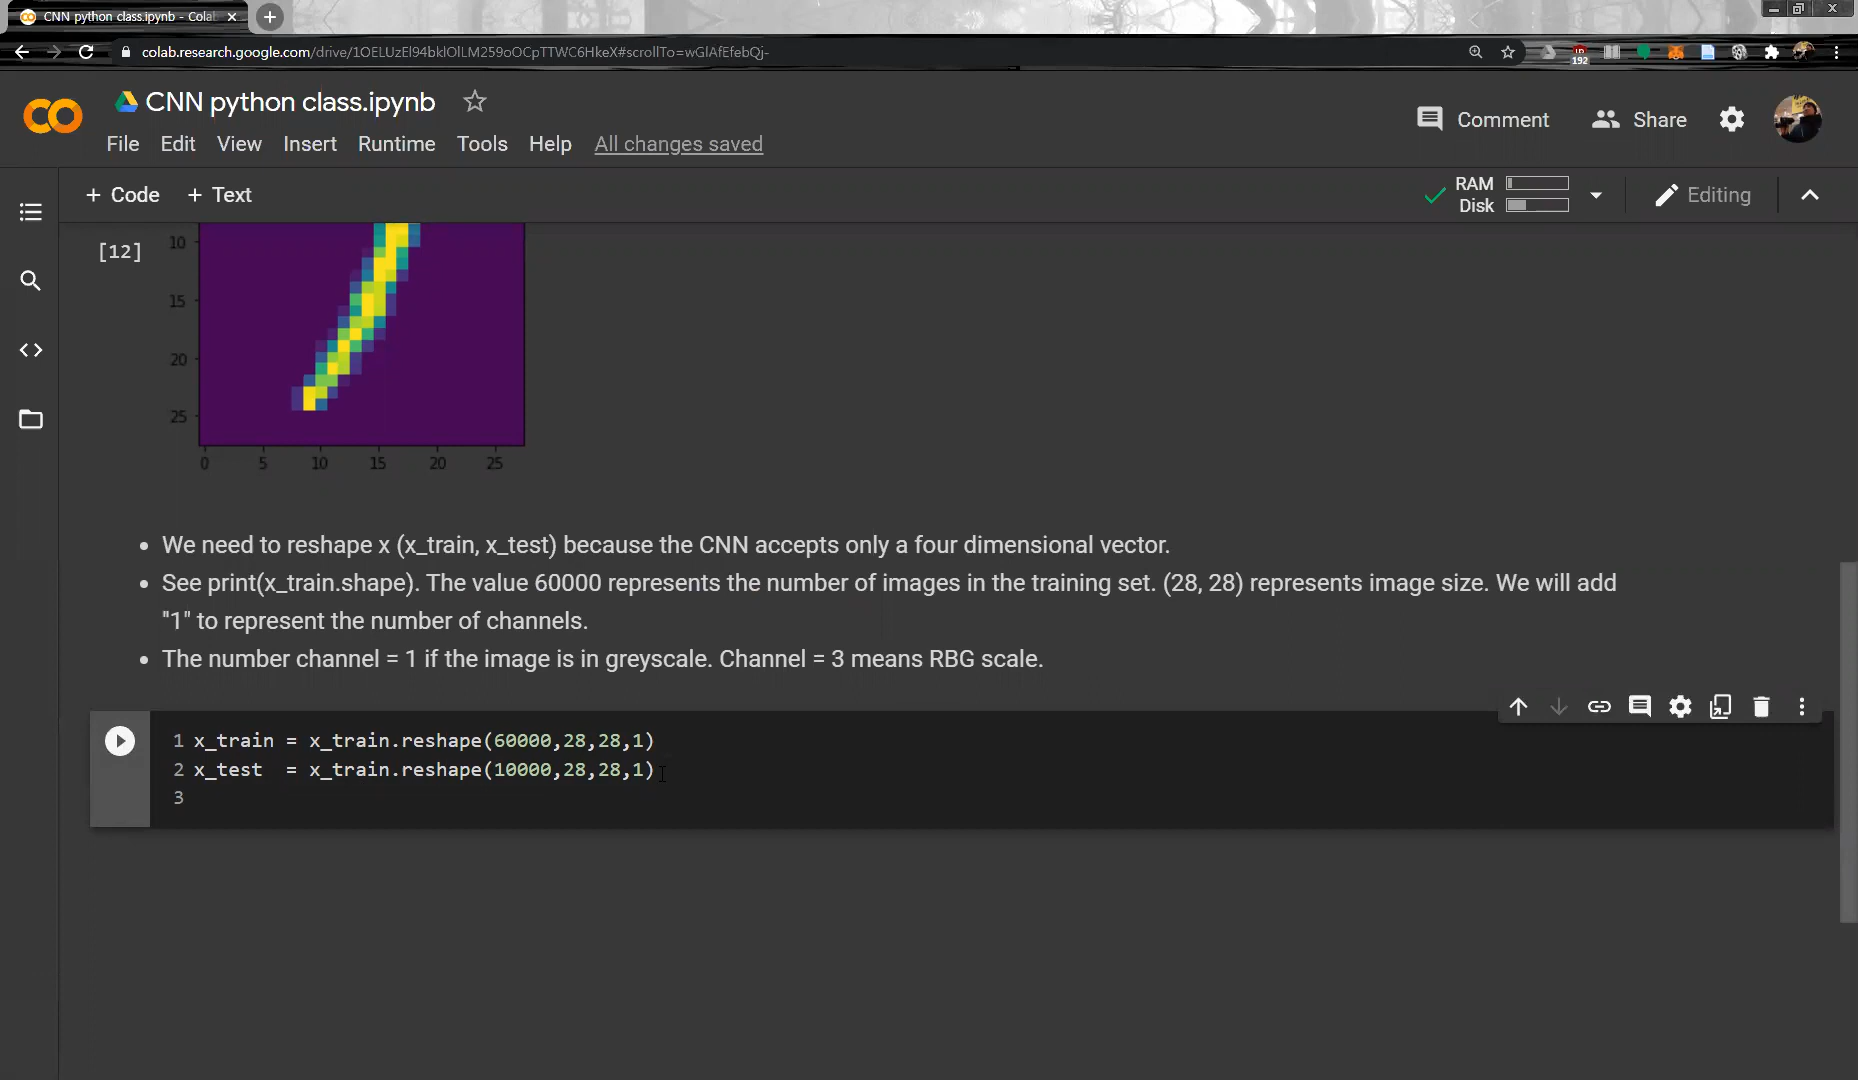 CNN python class.ipynb - Colab
colab.research.google.com/drive/1OELUzEl94bklOlLM259oOCpTTWC6HkeX#scrollTo=wGlAfEfebQj-
192
CNN python class.ipynb
Comment
Share
File Edit View Insert Runtime Tools Help All changes saved
+ Code + Text
RAM
Disk
Editing
[12]
10
15
20
25
0 5 10 15 20 25
• We need to reshape x (x_train, x_test) because the CNN accepts only a four dimensional vector.
• See print(x_train.shape). The value 60000 represents the number of images in the training set. (28, 28) represents image size. We will add
"1" to represent the number of channels.
• The number channel = 1 if the image is in greyscale. Channel = 3 means RBG scale.
1 x_train = x_train.reshape(60000,28,28,1)
2 x_test  = x_train.reshape(10000,28,28,1)
3